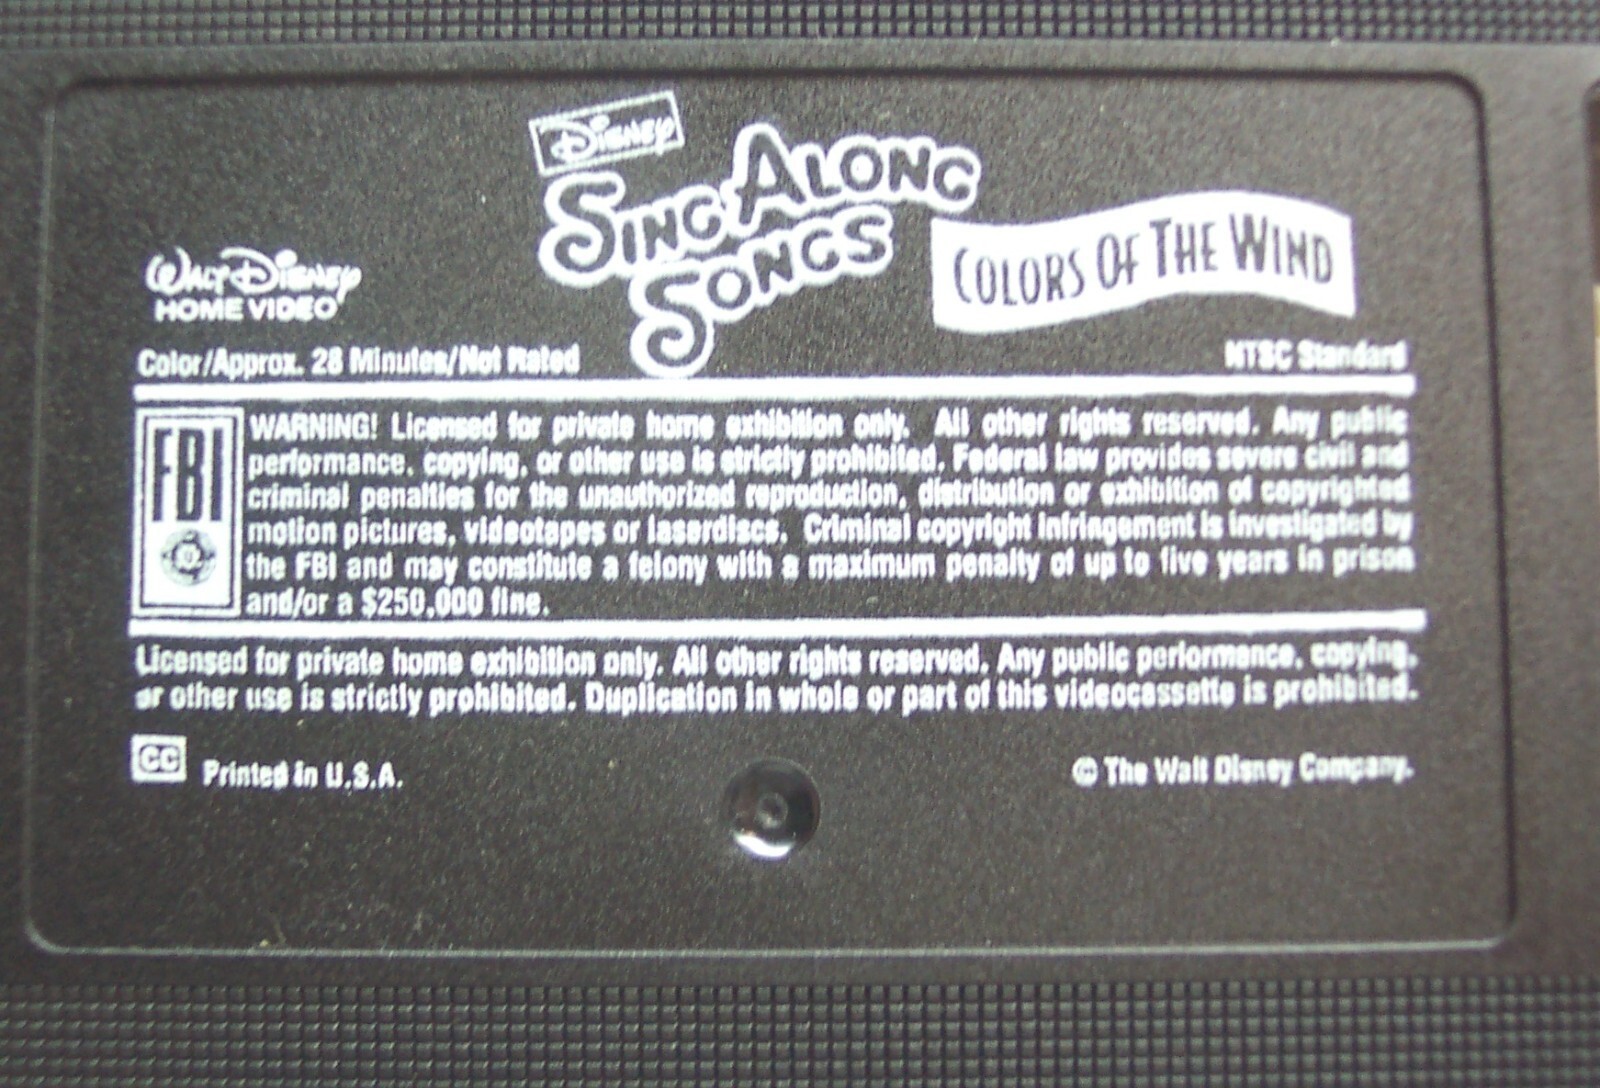 Disney
Sing Along
Songs
Colors Of The Wind
Walt Disney
HOME VIDEO
Color/Approx. 28 Minutes/Not Rated
NTSC Standard
FBI
WARNING! Licensed for private home exhibition only. All other rights reserved. Any public
performance, copying, or other use is strictly prohibited. Federal law provides severe civil and
criminal penalties for the unauthorized reproduction, distribution or exhibition of copyrighted
motion pictures, videotapes or laserdiscs. Criminal copyright infringement is investigated by
the FBI and may constitute a felony with a maximum penalty of up to five years in prison
and/or a $250,000 fine.
Licensed for private home exhibition only. All other rights reserved. Any public performance, copying,
or other use is strictly prohibited. Duplication in whole or part of this videocassette is prohibited.
CC Printed in U.S.A.
© The Walt Disney Company.